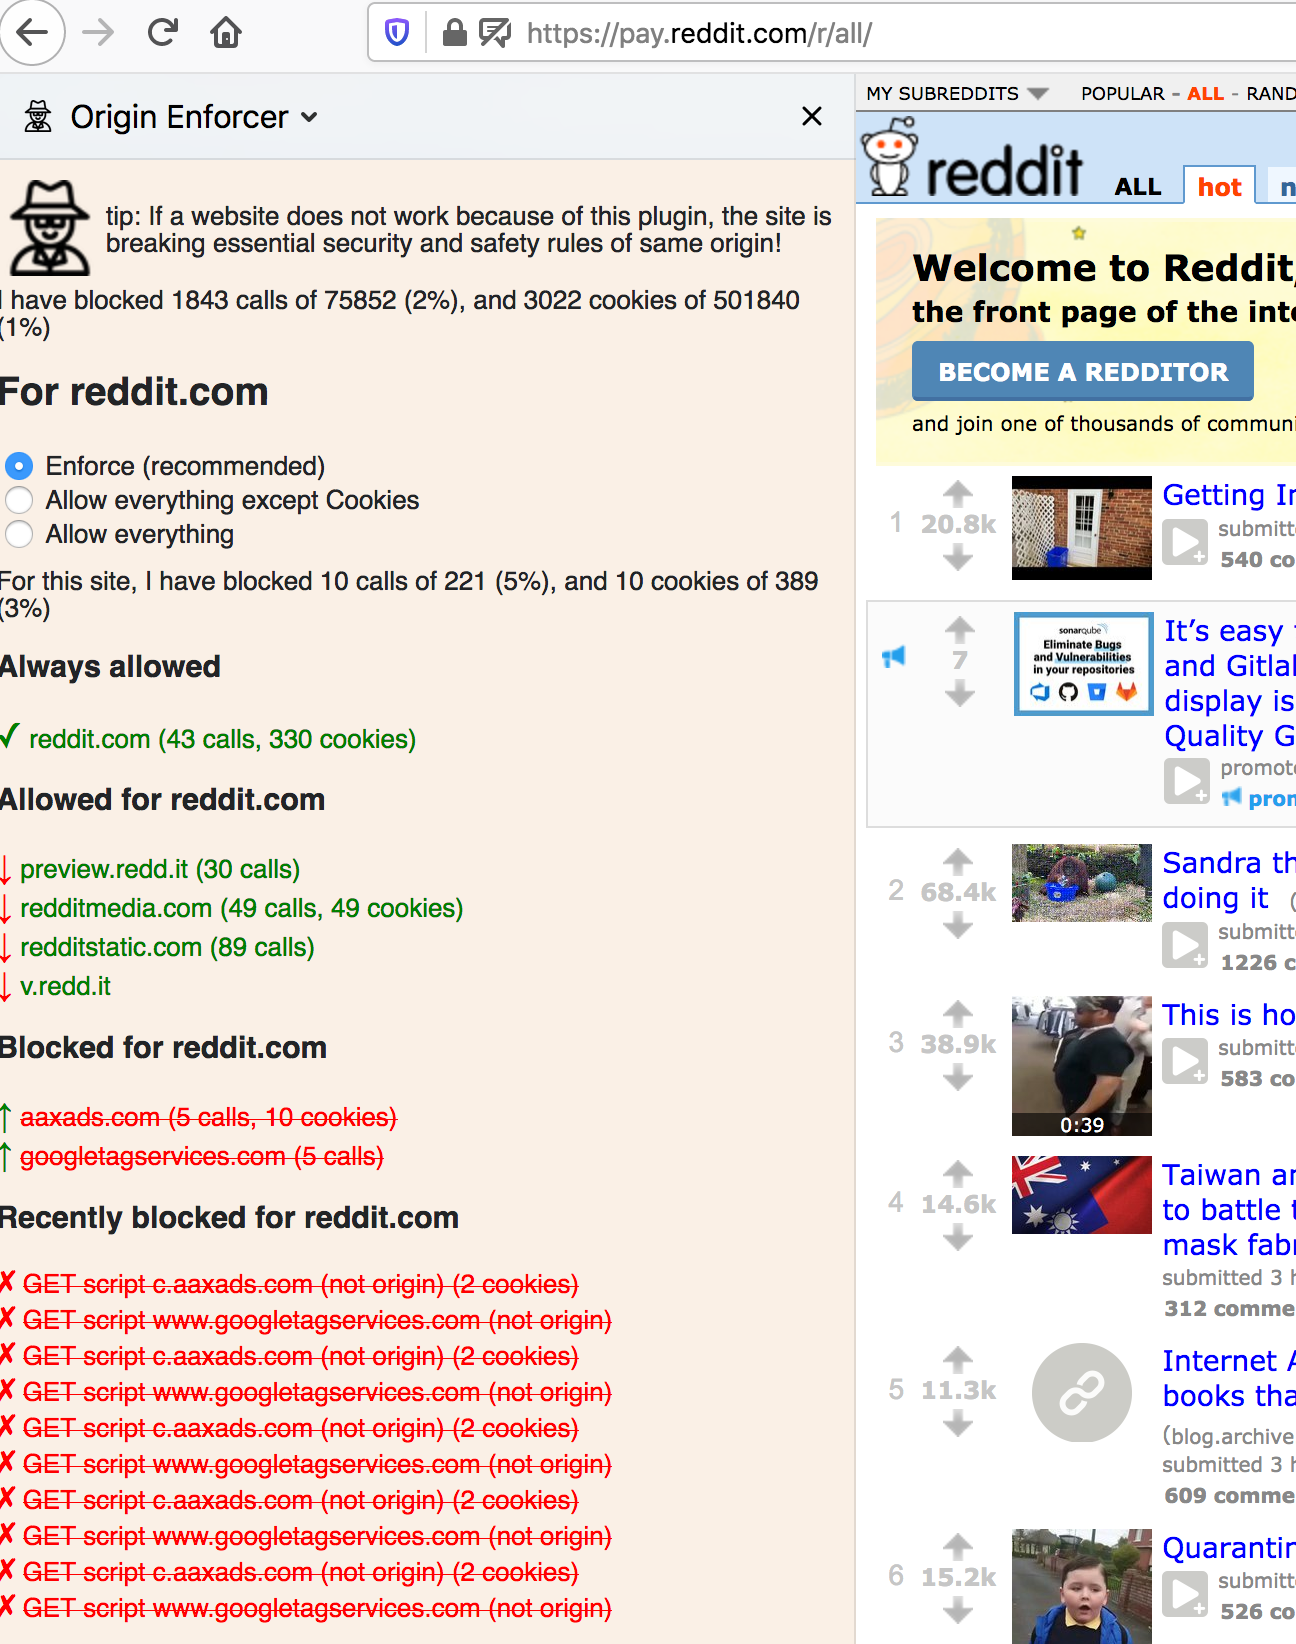 https://pay.reddit.com/r/all/
Origin Enforcer
tip: If a website does not work because of this plugin, the site is
breaking essential security and safety rules of same origin!
I have blocked 1843 calls of 75852 (2%), and 3022 cookies of 501840
(1%)
For reddit.com
Enforce (recommended)
Allow everything except Cookies
Allow everything
For this site, I have blocked 10 calls of 221 (5%), and 10 cookies of 389
(3%)
Always allowed
✓ reddit.com (43 calls, 330 cookies)
Allowed for reddit.com
↓ preview.redd.it (30 calls)
↓ redditmedia.com (49 calls, 49 cookies)
↓ redditstatic.com (89 calls)
↓ v.redd.it
Blocked for reddit.com
↑ aaxads.com (5 calls, 10 cookies)
↑ googletagservices.com (5 calls)
Recently blocked for reddit.com
✗ GET script c.aaxads.com (not origin) (2 cookies)
✗ GET script www.googletagservices.com (not origin)
✗ GET script c.aaxads.com (not origin) (2 cookies)
✗ GET script www.googletagservices.com (not origin)
✗ GET script c.aaxads.com (not origin) (2 cookies)
✗ GET script www.googletagservices.com (not origin)
✗ GET script c.aaxads.com (not origin) (2 cookies)
✗ GET script www.googletagservices.com (not origin)
✗ GET script c.aaxads.com (not origin) (2 cookies)
✗ GET script www.googletagservices.com (not origin)
MY SUBREDDITS POPULAR - ALL - RAND
reddit ALL hot n
Welcome to Reddit,
the front page of the inte
BECOME A REDDITOR
and join one of thousands of communi
1 20.8k
Getting In
submitte
540 co
7
sonarqube
Eliminate Bugs
and Vulnerabilities
in your repositories
It's easy
and Gitlab
display is
Quality G
promote
prom
2 68.4k
Sandra th
doing it (
submitte
1226 c
3 38.9k
0:39
This is ho
submitte
583 co
4 14.6k
Taiwan an
to battle t
mask fabr
submitted 3 h
312 comme
5 11.3k
Internet A
books tha
(blog.archive
submitted 3 h
609 comme
6 15.2k
Quarantin
submitte
526 co